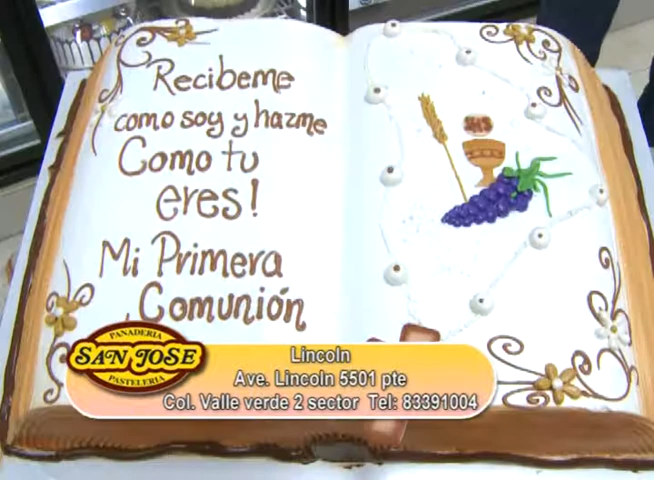 Recibeme
como soy y hazme
Como tu
eres!
Mi Primera
Comunión
PANADERIA
SAN JOSE
PASTELERIA
Lincoln
Ave. Lincoln 5501 pte
Col. Valle verde 2 sector Tel: 83391004